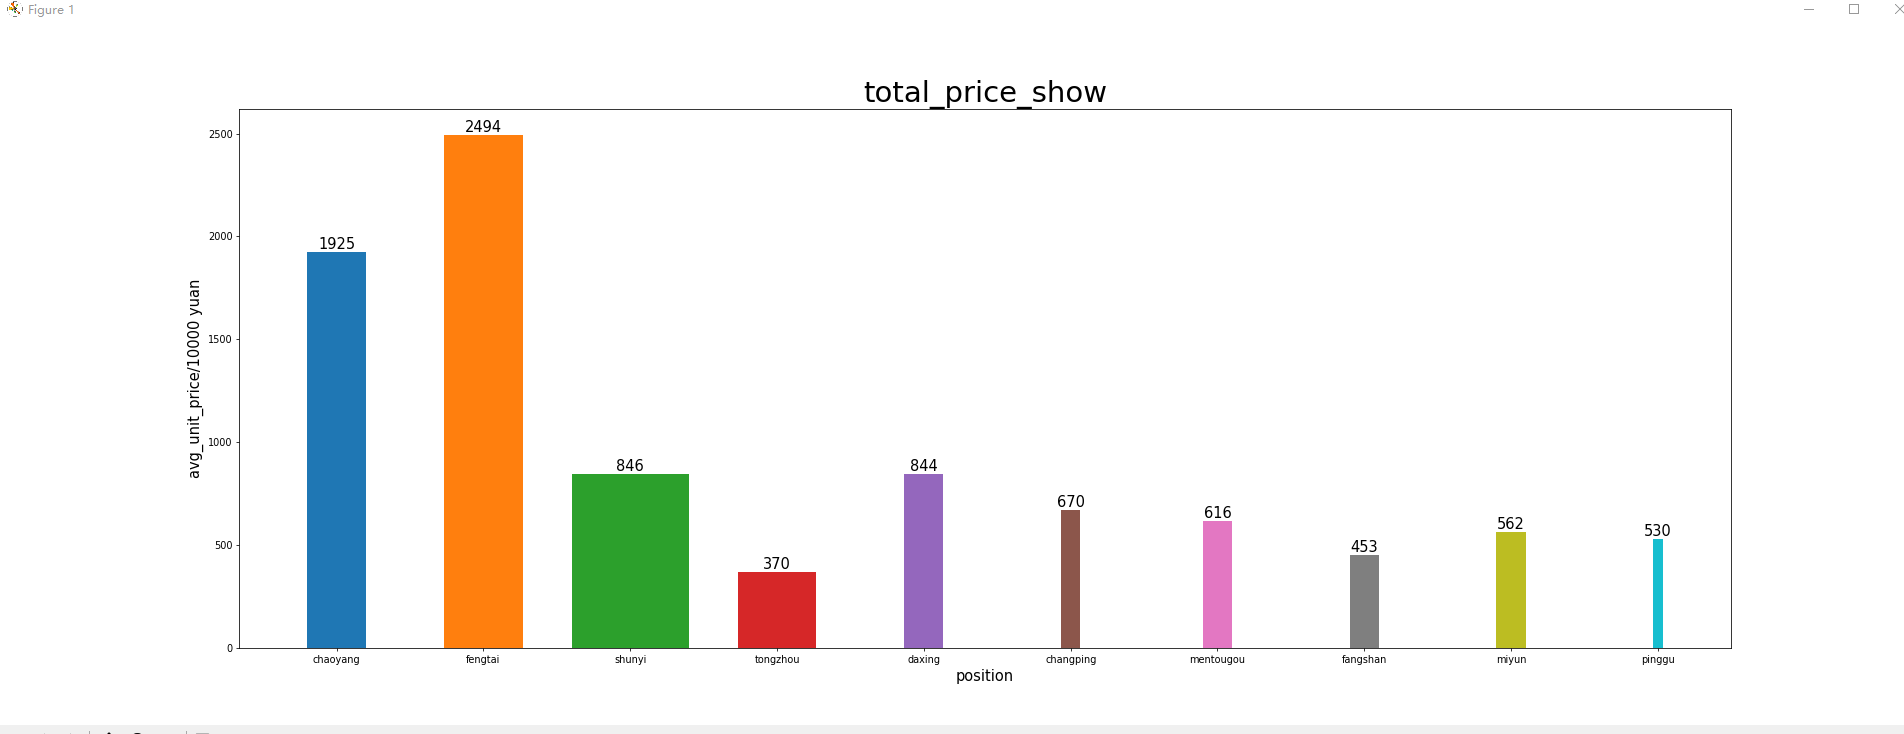 Figure 1
total_price_show
2500
2000
1500
1000
500
0
avg_unit_price/10000 yuan
1925
2494
846
370
844
670
616
453
562
530
chaoyang
fengtai
shunyi
tongzhou
daxing
changping
mentougou
fangshan
miyun
pinggu
position